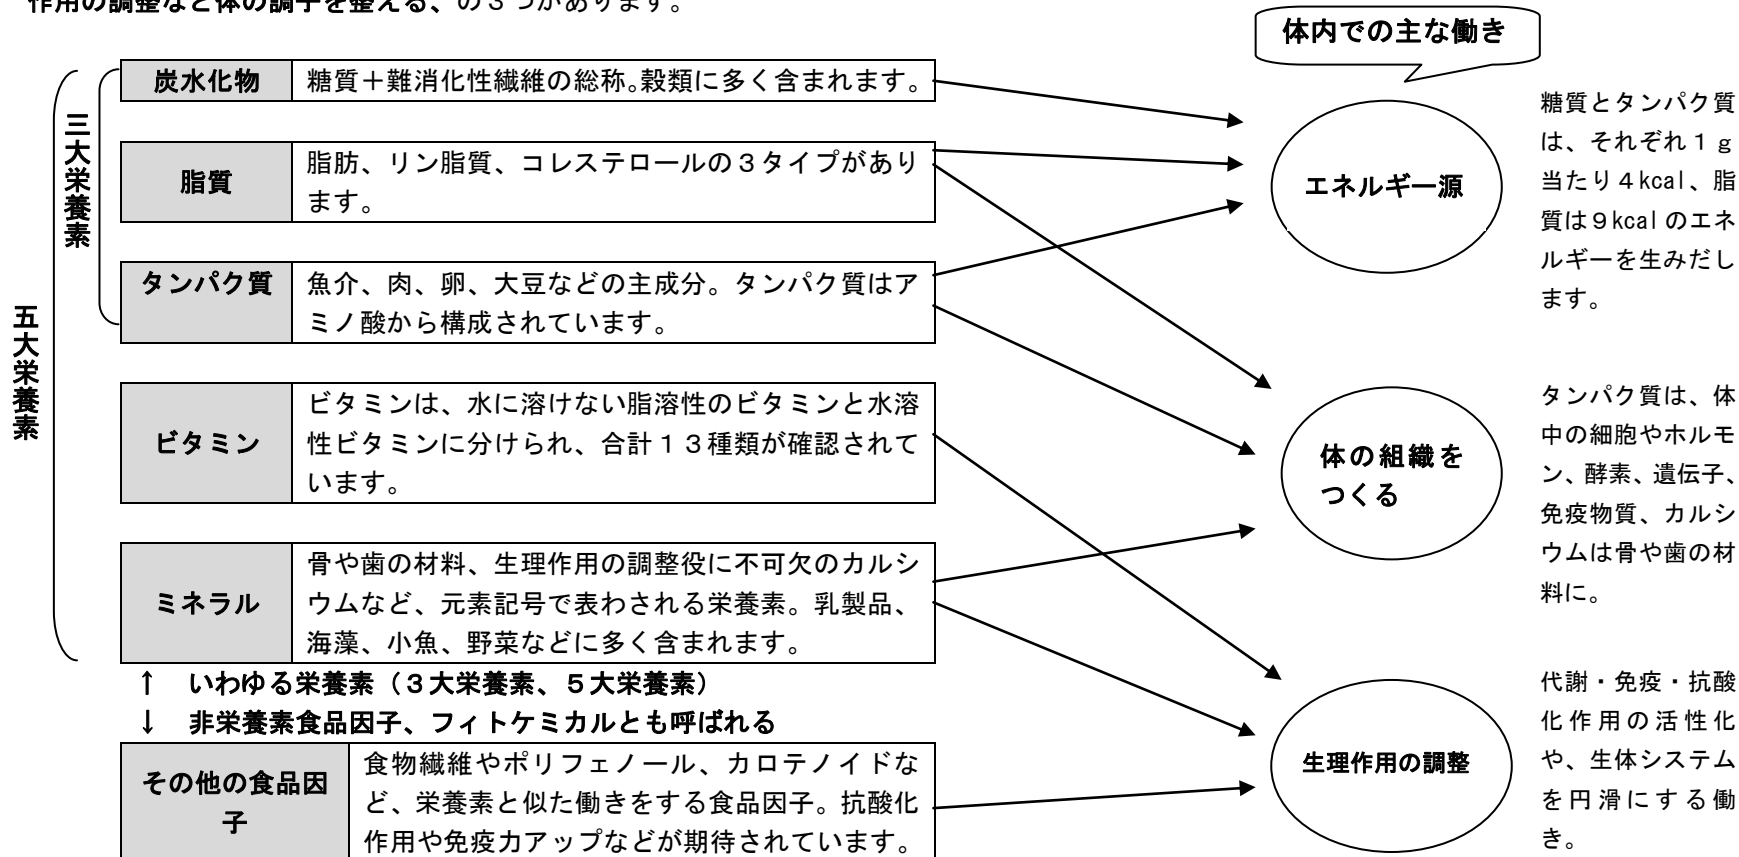 作用の調整など体の調子を整える、の３つがあります。
体内での主な働き
五大栄養素
三大栄養素
炭水化物
糖質＋難消化性繊維の総称。穀類に多く含まれます。
脂質
脂肪、リン脂質、コレステロールの３タイプがあり
ます。
タンパク質
魚介、肉、卵、大豆などの主成分。タンパク質はア
ミノ酸から構成されています。
ビタミン
ビタミンは、水に溶けない脂溶性のビタミンと水溶
性ビタミンに分けられ、合計１３種類が確認されて
います。
ミネラル
骨や歯の材料、生理作用の調整役に不可欠のカルシ
ウムなど、元素記号で表わされる栄養素。乳製品、
海藻、小魚、野菜などに多く含まれます。
↑　いわゆる栄養素（３大栄養素、５大栄養素）
↓　非栄養素食品因子、フィトケミカルとも呼ばれる
その他の食品因
子
食物繊維やポリフェノール、カロテノイドな
ど、栄養素と似た働きをする食品因子。抗酸化
作用や免疫力アップなどが期待されています。
エネルギー源
糖質とタンパク質
は、それぞれ１ｇ
当たり４kcal、脂
質は９kcal のエネ
ルギーを生みだし
ます。
体の組織を
つくる
タンパク質は、体
中の細胞やホルモ
ン、酵素、遺伝子、
免疫物質、カルシ
ウムは骨や歯の材
料に。
生理作用の調整
代謝・免疫・抗酸
化作用の活性化
や、生体システム
を円滑にする働
き。